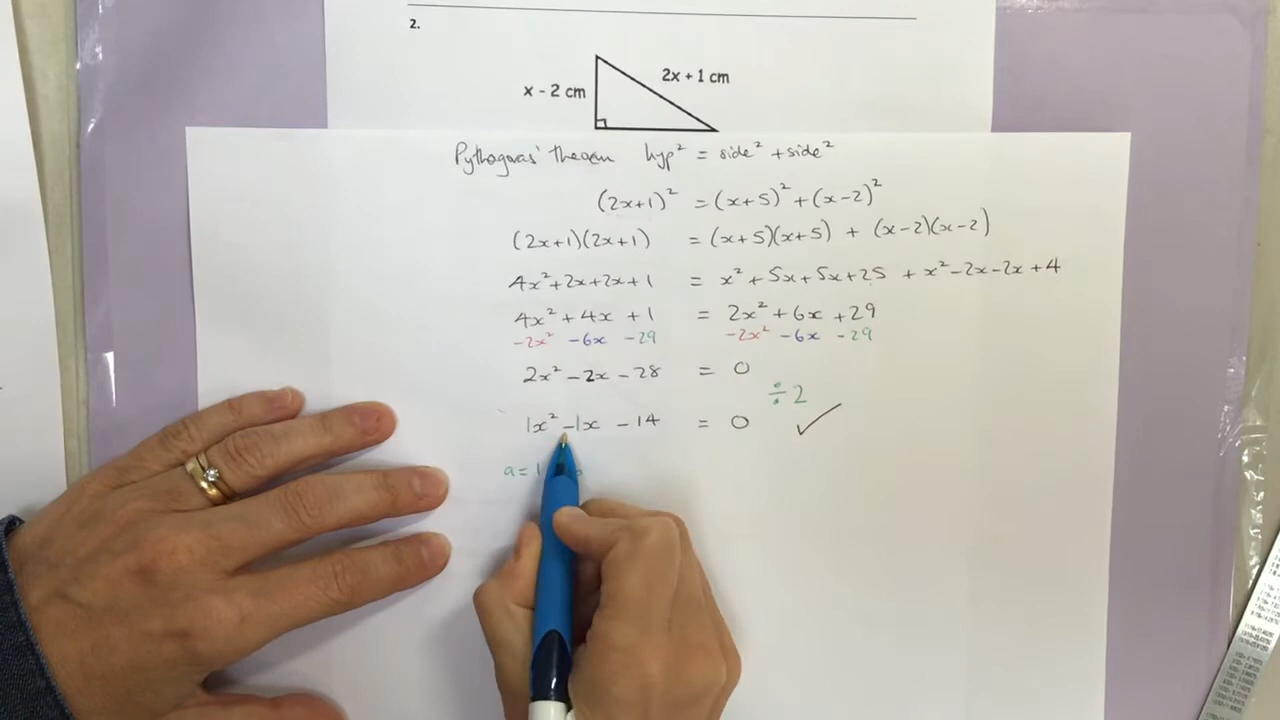 2.
x - 2 cm
2x + 1 cm
Pythagoras' theorem hyp² = side² + side²
(2x+1)² = (x+5)² + (x-2)²
(2x+1)(2x+1) = (x+5)(x+5) + (x-2)(x-2)
4x²+2x+2x+1 = x²+5x+5x+25 + x²-2x-2x+4
4x²+4x+1 = 2x²+6x+29
-2x² -6x -29 -2x² -6x -29
2x²-2x-28 = 0
÷2
1x²-1x-14 = 0 ✓
a=1